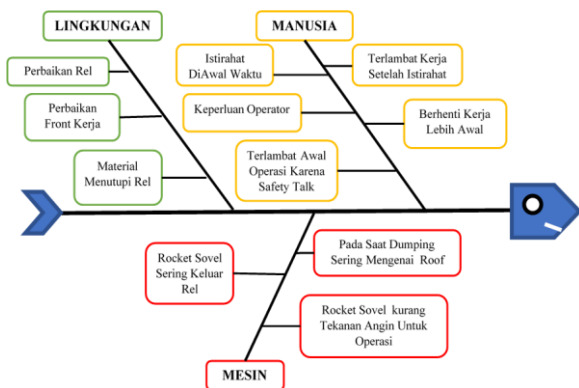 LINGKUNGAN
Perbaikan Rel
Perbaikan
Front Kerja
Material
Menutupi Rel
MANUSIA
Istirahat
DiAwal Waktu
Keperluan Operator
Terlambat Awal
Operasi Karena
Safety Talk
Terlambat Kerja
Setelah Istirahat
Berhenti Kerja
Lebih Awal
Rocket Sovel
Sering Keluar
Rel
Pada Saat Dumping
Sering Mengenai Roof
Rocket Sovel kurang
Tekanan Angin Untuk
Operasi
MESIN